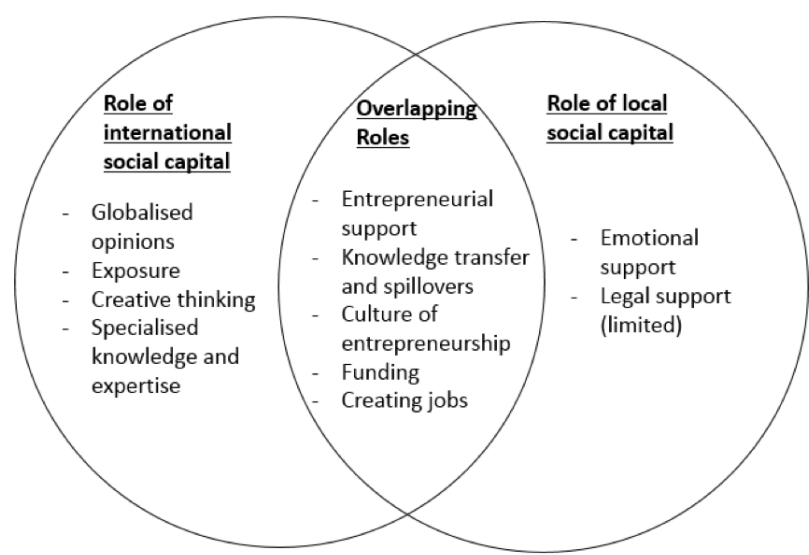 Role of
international
social capital
- Globalised
opinions
- Exposure
- Creative thinking
- Specialised
knowledge and
expertise
Overlapping
Roles
- Entrepreneurial
support
- Knowledge transfer
and spillovers
- Culture of
entrepreneurship
- Funding
- Creating jobs
Role of local
social capital
- Emotional
support
- Legal support
(limited)